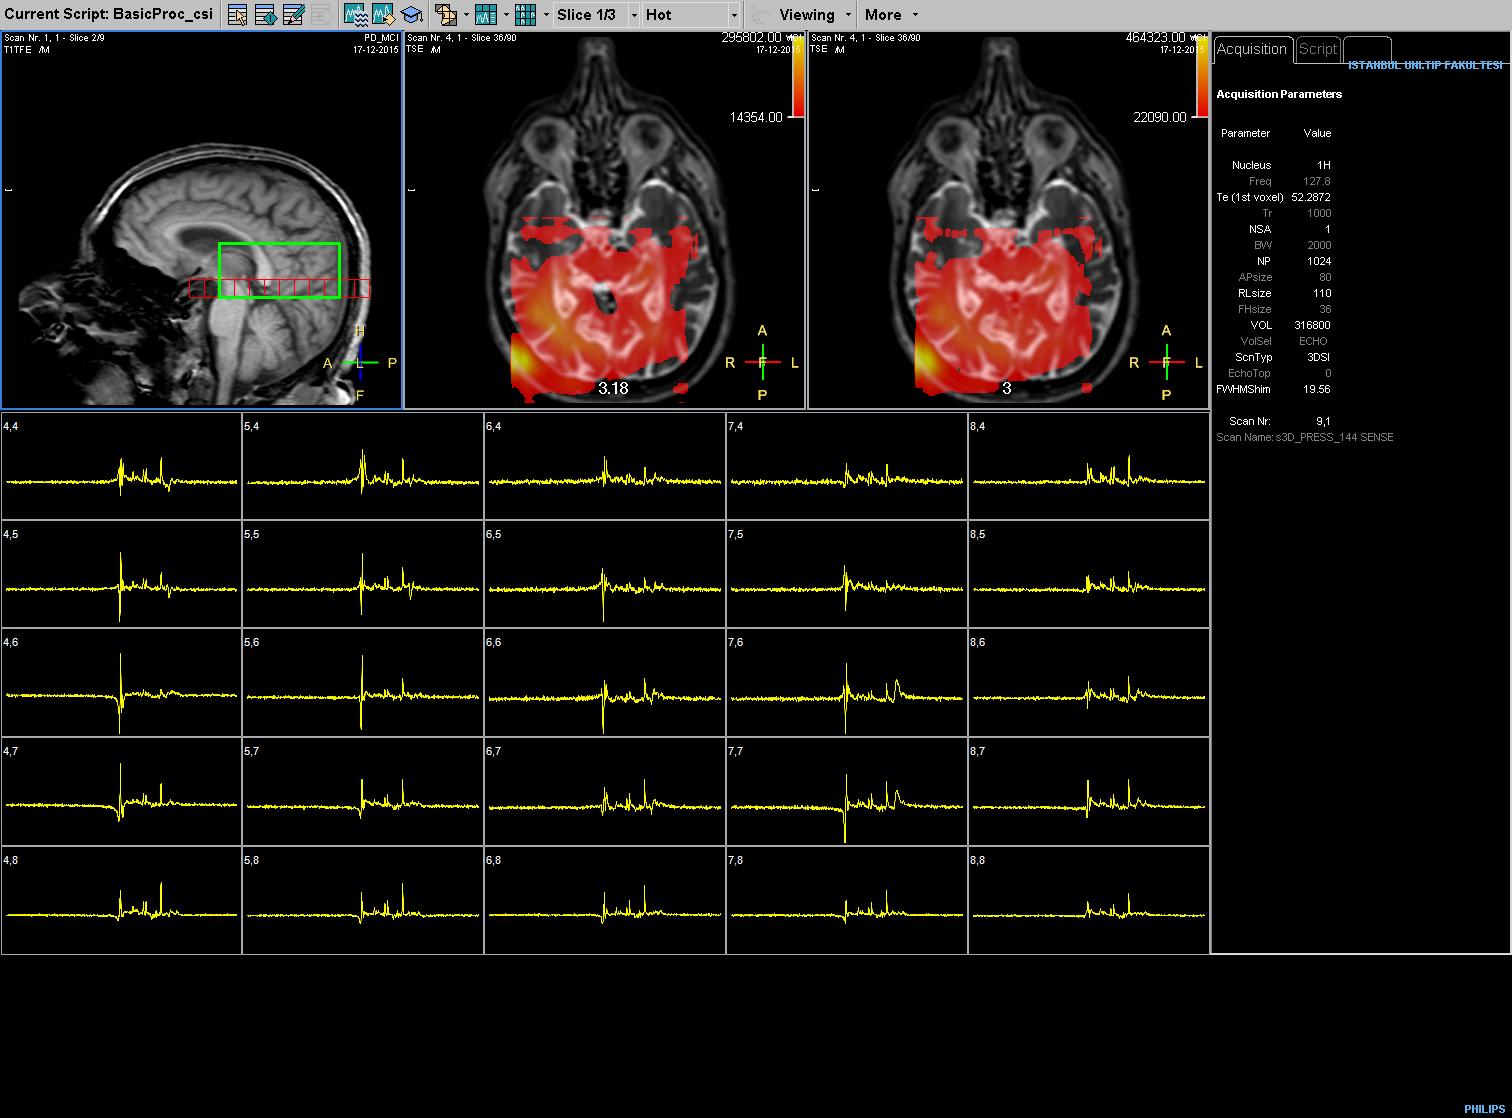 Current Script: BasicProc_csi
Slice 1/3
Hot
Viewing
More
Scan Nr. 1, 1 - Slice 2/9
PD_MCI
T1TFE /M
17-12-2015
H
A
L
P
F
Scan Nr. 4, 1 - Slice 36/90
295802.00
TSE /M
17-12-2015
14354.00
A
R
F
L
P
3.18
Scan Nr. 4, 1 - Slice 36/90
464323.00
TSE /M
17-12-2015
22090.00
A
R
F
L
P
3
Acquisition
Script
ISTANBUL UNI.TIP FAKULTESI
Acquisition Parameters
Parameter Value
Nucleus 1H
Freq 127.8
Te (1st voxel) 52.2872
Tr 1000
NSA 1
BW 2000
NP 1024
APsize 80
RLsize 110
FHsize 36
VOL 316800
VolSel ECHO
ScnTyp 3DSI
EchoTop 0
FWHMShim 19.56
Scan Nr: 9,1
Scan Name: s3D_PRESS_144 SENSE
4,4
5,4
6,4
7,4
8,4
4,5
5,5
6,5
7,5
8,5
4,6
5,6
6,6
7,6
8,6
4,7
5,7
6,7
7,7
8,7
4,8
5,8
6,8
7,8
8,8
PHILIPS